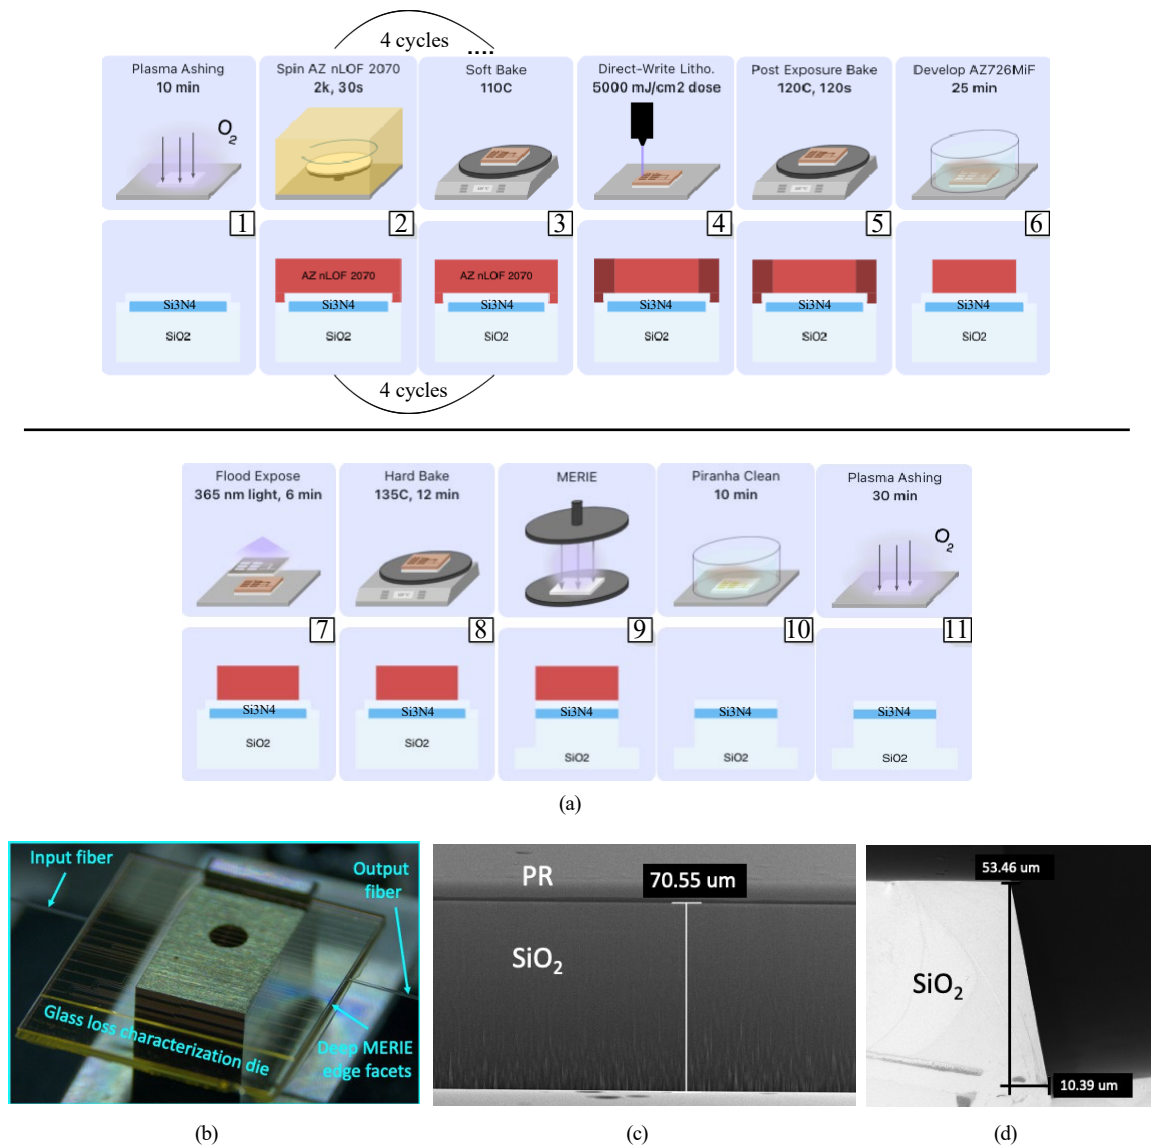 4 cycles
Plasma Ashing
10 min
O2
1
Spin AZ nLOF 2070
2k, 30s
2
Soft Bake
110C
3
Direct-Write Litho.
5000 mJ/cm2 dose
4
Post Exposure Bake
120C, 120s
5
Develop AZ726MiF
25 min
6
Si3N4
SiO2
AZ nLOF 2070
Si3N4
SiO2
AZ nLOF 2070
Si3N4
SiO2
Si3N4
SiO2
Si3N4
SiO2
Si3N4
SiO2
4 cycles
Flood Expose
365 nm light, 6 min
7
Hard Bake
135C, 12 min
8
MERIE
9
Piranha Clean
10 min
10
Plasma Ashing
30 min
O2
11
Si3N4
SiO2
Si3N4
SiO2
Si3N4
SiO2
Si3N4
SiO2
Si3N4
SiO2
(a)
Input fiber
Output
fiber
Glass loss characterization die
Deep MERIE
edge facets
(b)
PR
70.55 um
SiO2
(c)
53.46 um
SiO2
10.39 um
(d)